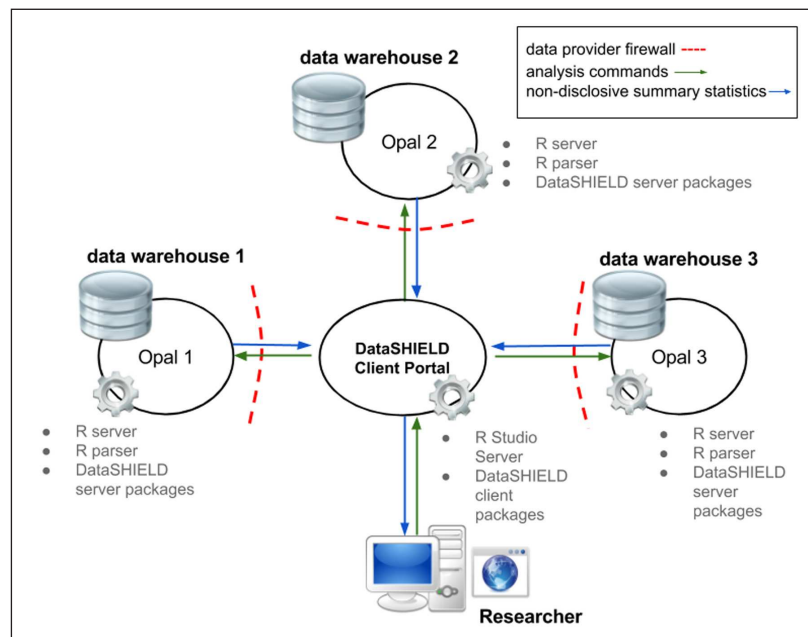 data warehouse 2
data provider firewall
analysis commands
non-disclosive summary statistics
Opal 2
● R server
● R parser
● DataSHIELD server packages
data warehouse 1
data warehouse 3
Opal 1
DataSHIELD
Client Portal
Opal 3
● R server
● R parser
● DataSHIELD
server packages
● R Studio
Server
● DataSHIELD
client
packages
● R server
● R parser
● DataSHIELD
server
packages
Researcher